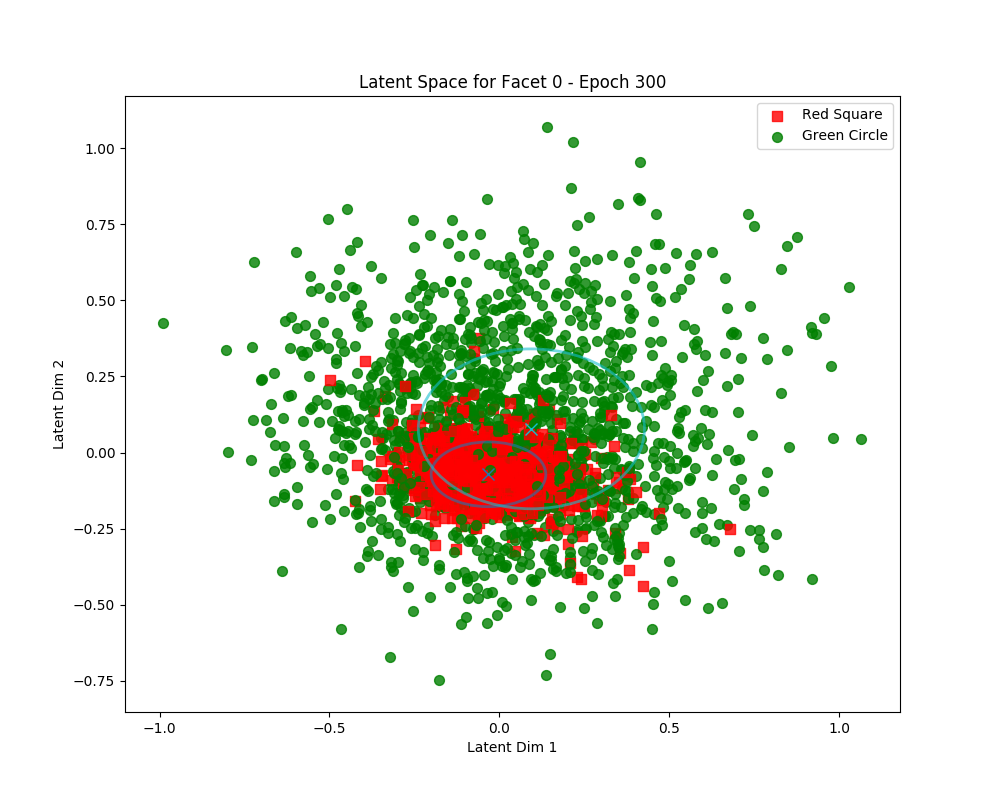 Latent Space for Facet 0 - Epoch 300
Red Square
Green Circle
1.00
0.75
0.50
0.25
0.00
−0.25
−0.50
−0.75
Latent Dim 2
−1.0
−0.5
0.0
0.5
1.0
Latent Dim 1